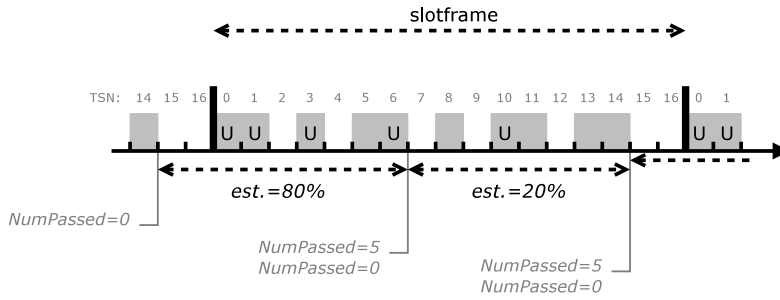 slotframe
TSN: 14 15 16 0 1 2 3 4 5 6 7 8 9 10 11 12 13 14 15 16 0 1
U U U U U U U
est.=80% est.=20%
NumPassed=0
NumPassed=5
NumPassed=0
NumPassed=5
NumPassed=0